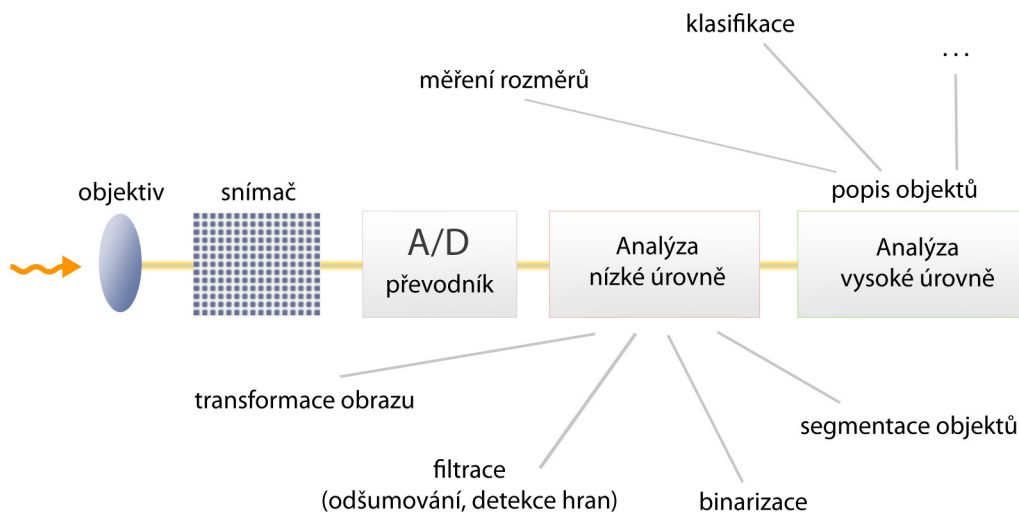 klasifikace
...
měření rozměrů
objektiv
snímač
popis objektů
A/D
převodník
Analýza
nízké úrovně
Analýza
vysoké úrovně
transformace obrazu
segmentace objektů
filtrace
(odšumování, detekce hran)
binarizace